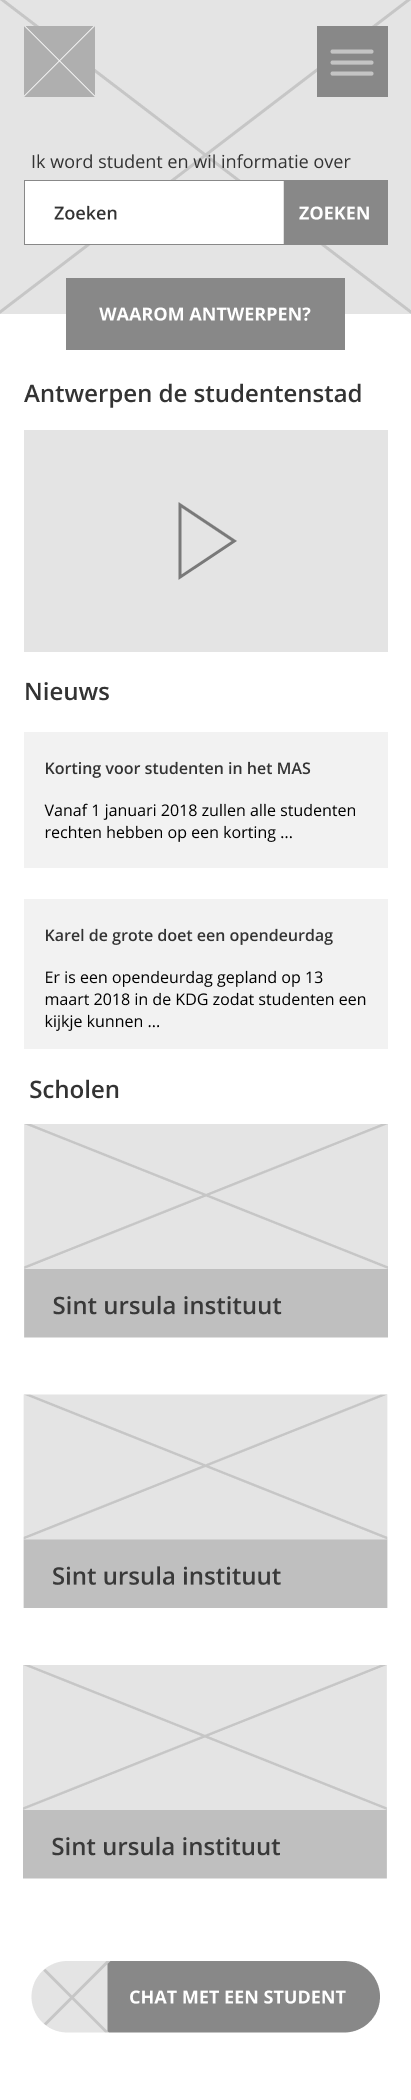 Ik word student en wil informatie over
Zoeken
ZOEKEN
WAAROM ANTWERPEN?
Antwerpen de studentenstad
Nieuws
Korting voor studenten in het MAS
Vanaf 1 januari 2018 zullen alle studenten
rechten hebben op een korting ...
Karel de grote doet een opendeurdag
Er is een opendeurdag gepland op 13
maart 2018 in de KDG zodat studenten een
kijkje kunnen ...
Scholen
Sint ursula instituut
Sint ursula instituut
Sint ursula instituut
CHAT MET EEN STUDENT